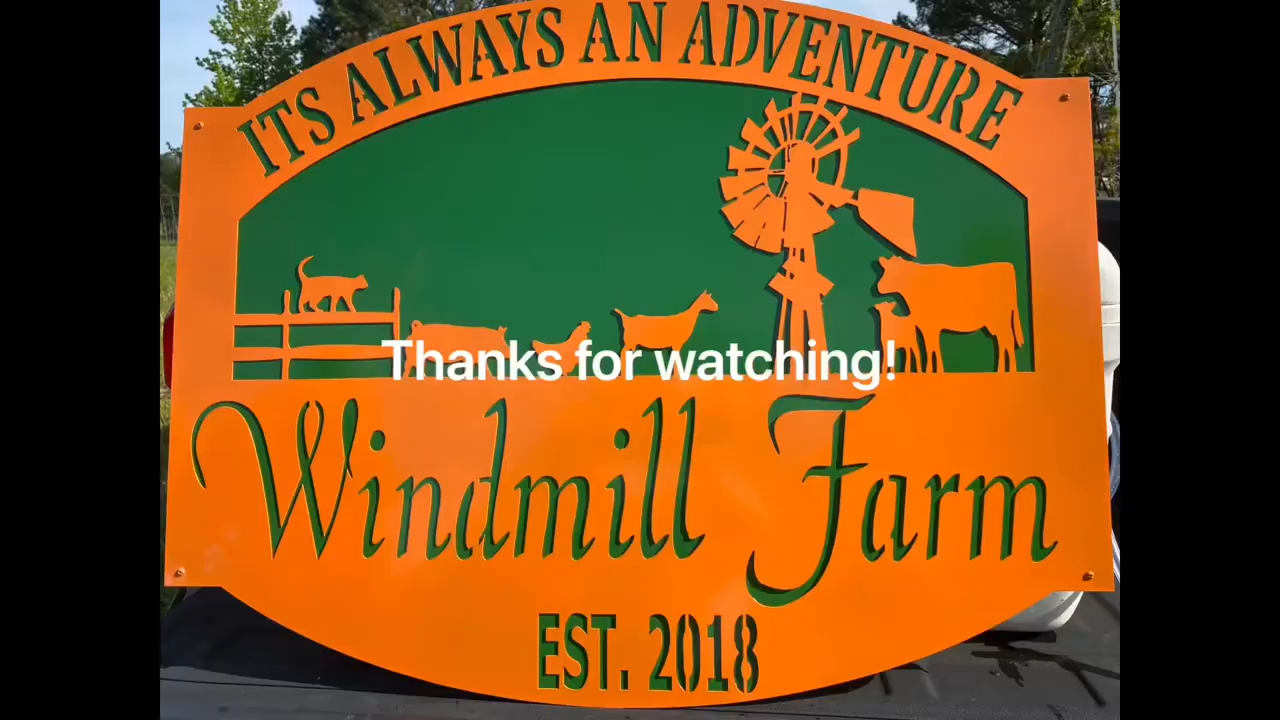 ITS ALWAYS AN ADVENTURE
Thanks for watching!
Windmill Farm
EST. 2018